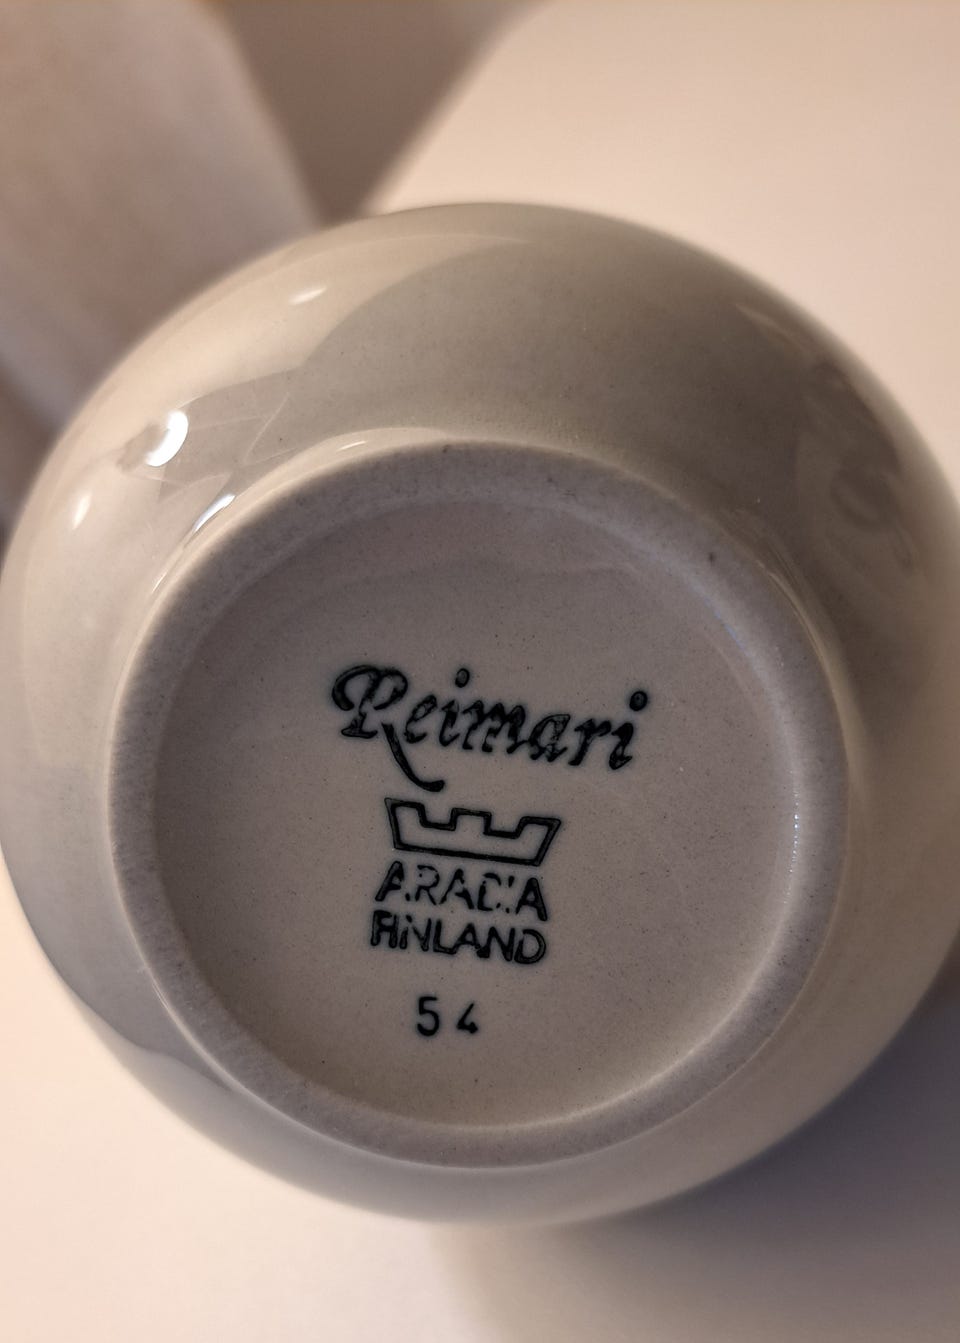 Reimari
ARABIA
FINLAND
54